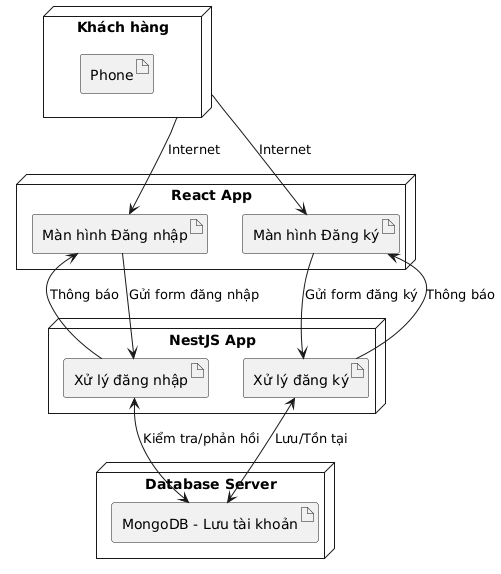 Khách hàng
Phone
Internet
Internet
React App
Màn hình Đăng nhập
Màn hình Đăng ký
Thông báo
Gửi form đăng nhập
Gửi form đăng ký
Thông báo
NestJS App
Xử lý đăng nhập
Xử lý đăng ký
Kiểm tra/phản hồi
Lưu/Tồn tại
Database Server
MongoDB - Lưu tài khoản